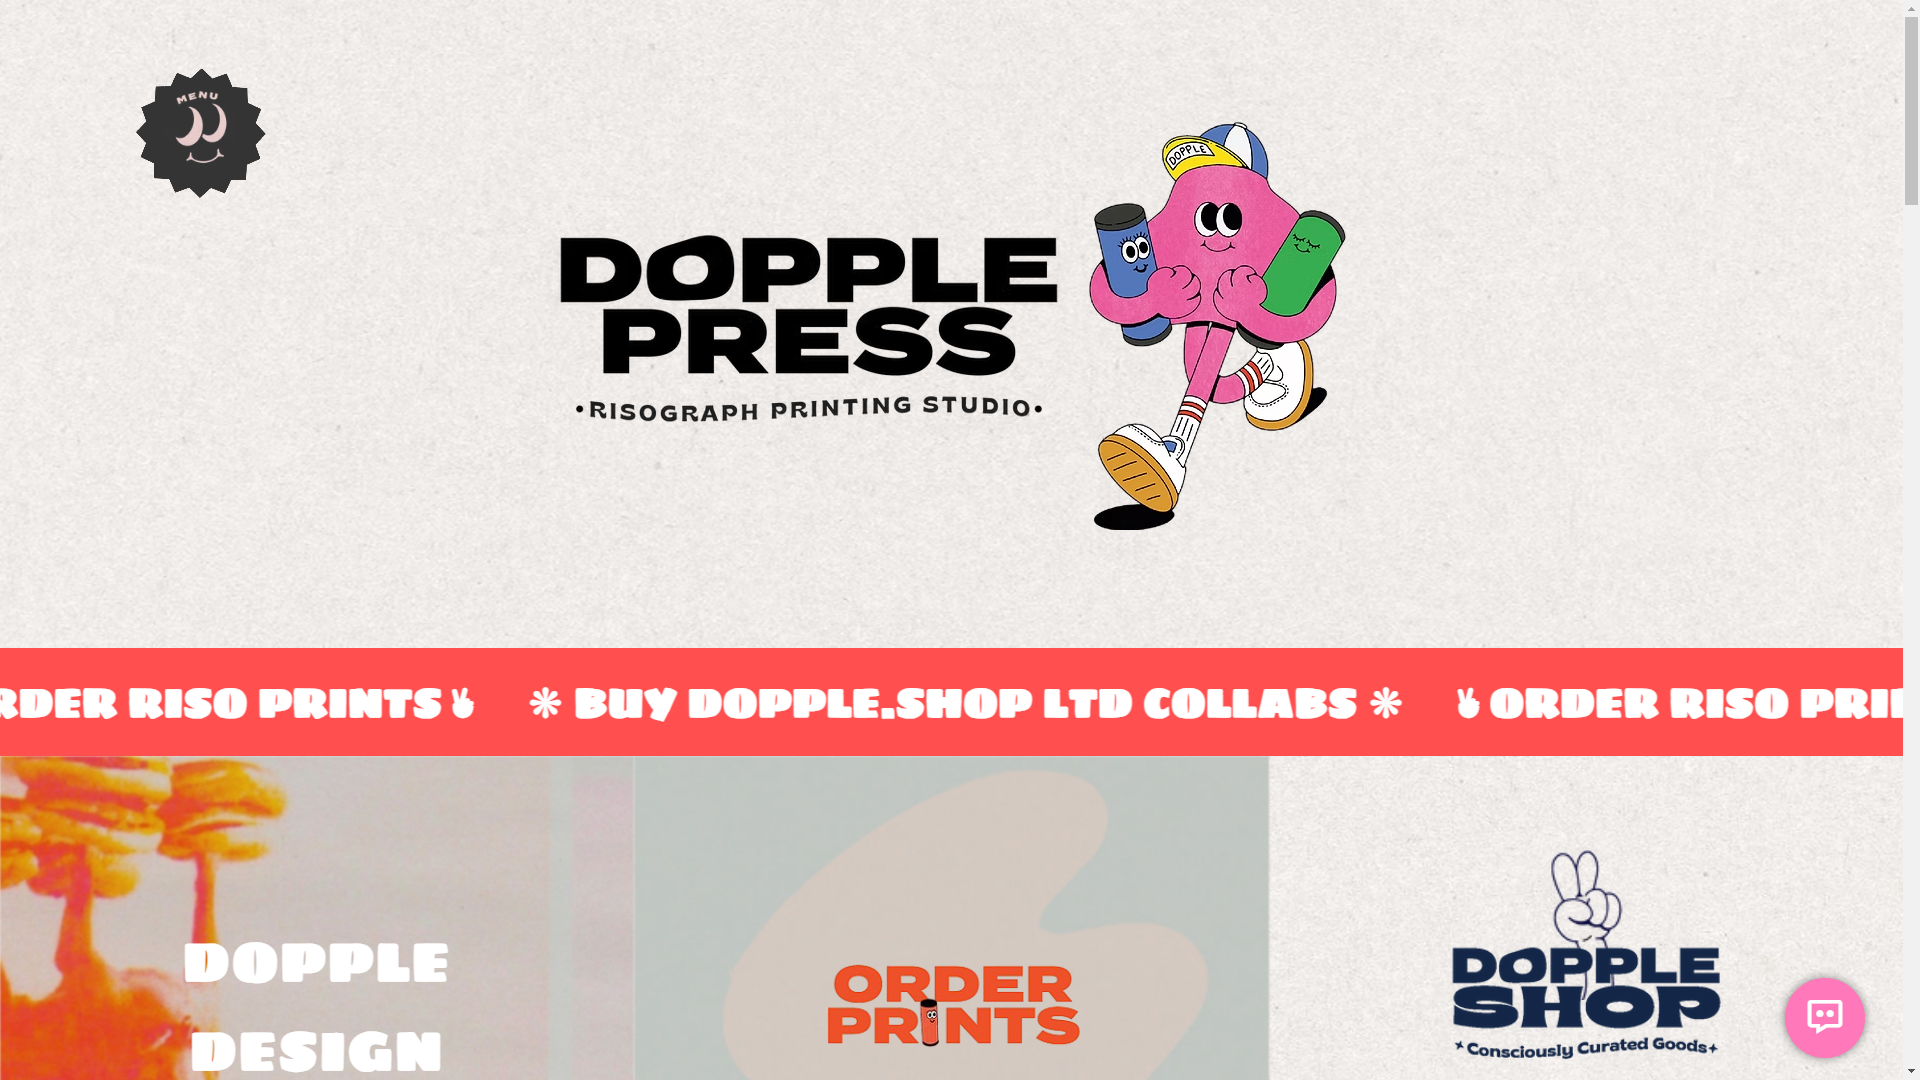 MENU
DOPPLE
DOPPLE
PRESS
•RISOGRAPH PRINTING STUDIO•
RDER RISO PRINTS ✌ ❋ BUY DOPPLE.SHOP LTD COLLABS ❋ ✌ ORDER RISO PRIN
DOPPLE
DESIGN
ORDER
PRINTS
DOPPLE
SHOP
Consciously Curated Goods